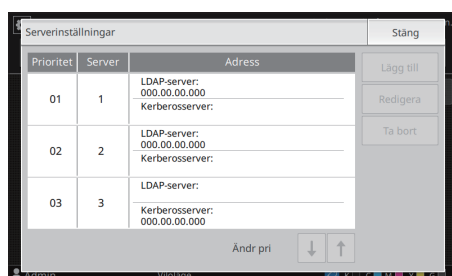 Serverinställningar
Stäng
Prioritet Server Adress
Lägg till
Redigera
Ta bort
01 1 LDAP-server:
000.00.00.000
Kerberosserver:
02 2 LDAP-server:
000.00.00.000
Kerberosserver:
03 3 LDAP-server:
Kerberosserver:
000.00.00.000
Ändr pri ↓ ↑
Admin Viloläge K C M Y